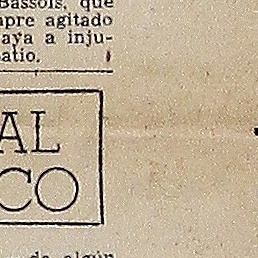 Bassols, que
pre agitado
aya a inju-
atio.
AL
CO
de algún